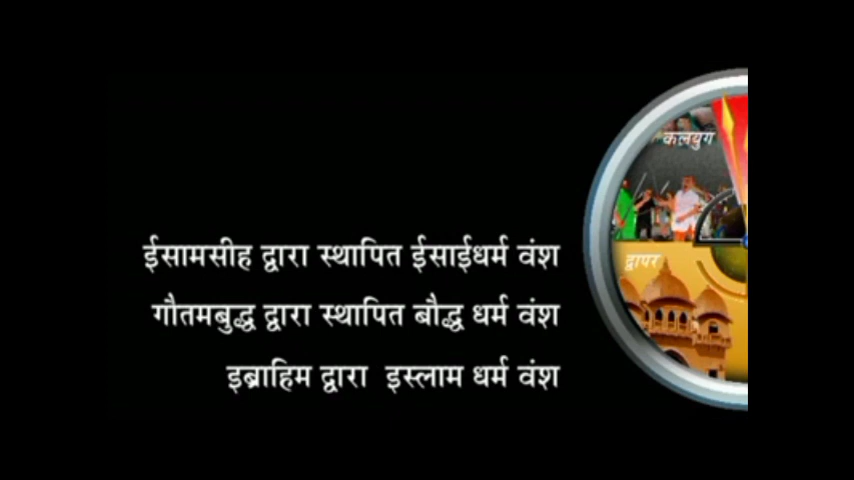 कलयुग
ईसामसीह द्वारा स्थापित ईसाईधर्म वंश
द्वापर
गौतमबुद्ध द्वारा स्थापित बौद्ध धर्म वंश
इब्राहिम द्वारा इस्लाम धर्म वंश